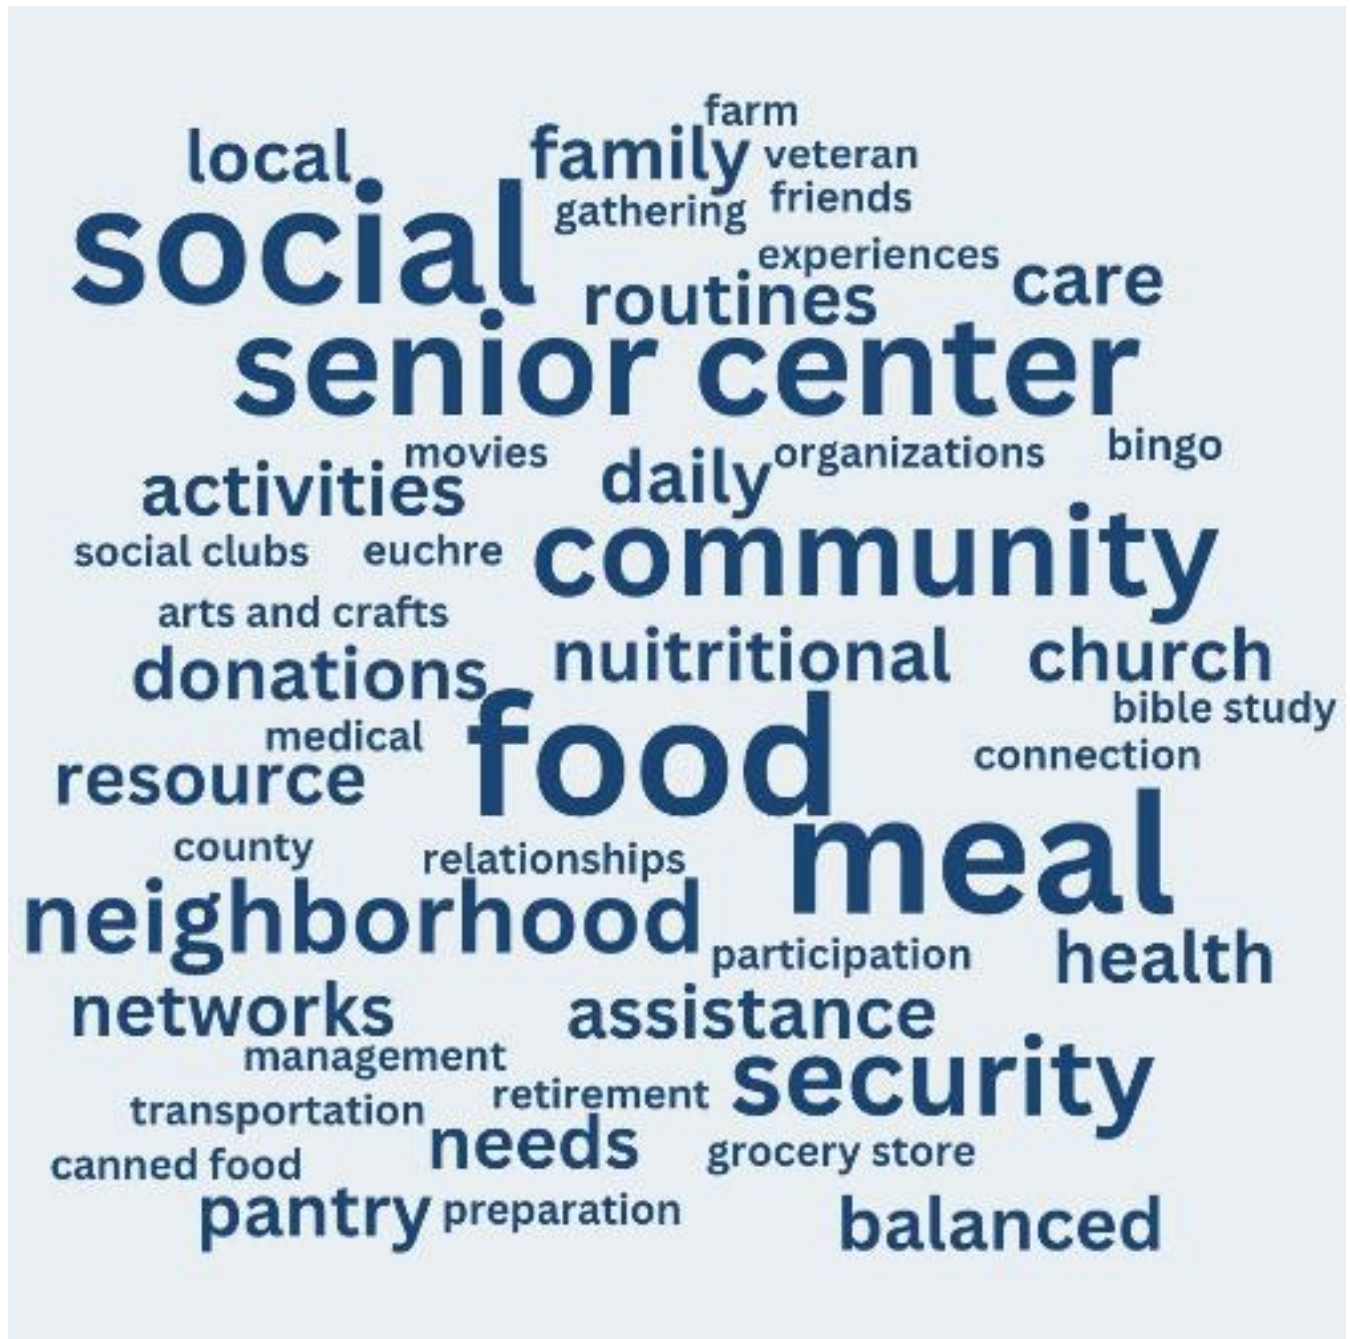 farm
local family veteran
gathering friends
social
experiences
routines care
senior center
movies organizations bingo
activities daily
social clubs euchre community
arts and crafts
donations nuitritional church
bible study
medical food connection
resource
meal
county relationships
neighborhood
participation health
networks assistance
management security
transportation retirement
needs grocery store
canned food
pantry preparation balanced